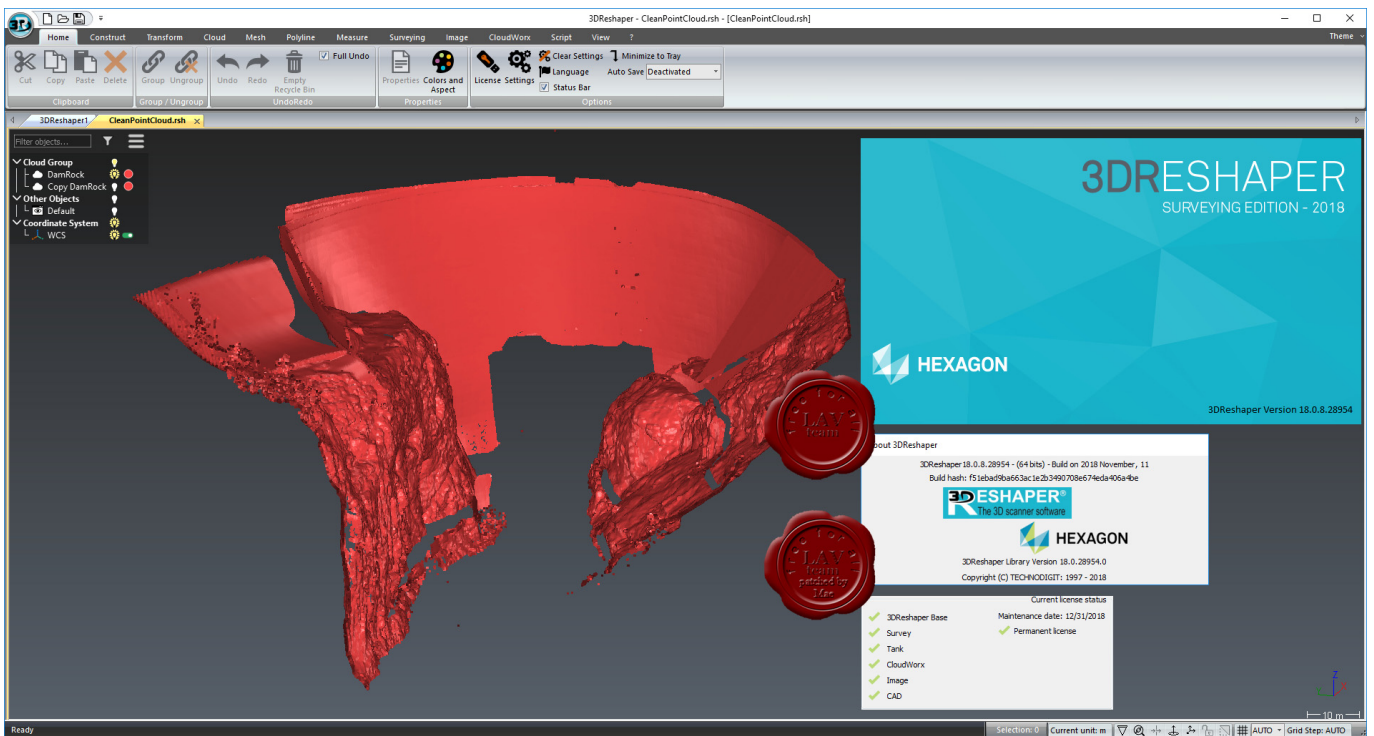 3DReshaper - CleanPointCloud.rsh - [CleanPointCloud.rsh]
3DR
Home Construct Transform Cloud Mesh Polyline Measure Surveying Image CloudWorx Script View ? Theme
Cut Copy Paste Delete
Clipboard
Group Ungroup
Group / Ungroup
Undo Redo Empty Recycle Bin
Full Undo
UndoRedo
Properties Colors and Aspect
Properties
License Settings
Clear Settings Minimize to Tray
Language Auto Save Deactivated
Status Bar
Options
3DReshaper1 CleanPointCloud.rsh x
Filter objects...
Cloud Group
DamRock
Copy DamRock
Other Objects
Default
Coordinate System
WCS
3DRESHAPER
SURVEYING EDITION - 2018
HEXAGON
3DReshaper Version 18.0.8.28954
LAV
team
bout 3DReshaper
3DReshaper18.0.8.28954 - (64 bits) - Build on 2018 November, 11
Build hash: f51ebad9ba663ac1e2b3490708e674eda406a4be
3DRESHAPER®
The 3D scanner software
HEXAGON
3DReshaper Library Version 18.0.28954.0
Copyright (C) TECHNODIGIT: 1997 - 2018
LAV
team
patched by
Mae
Current license status
3DReshaper Base Maintenance date: 12/31/2018
Survey Permanent license
Tank
CloudWorx
Image
CAD
Z
10 m
Ready
Selection: 0 Current unit: m AUTO Grid Step: AUTO